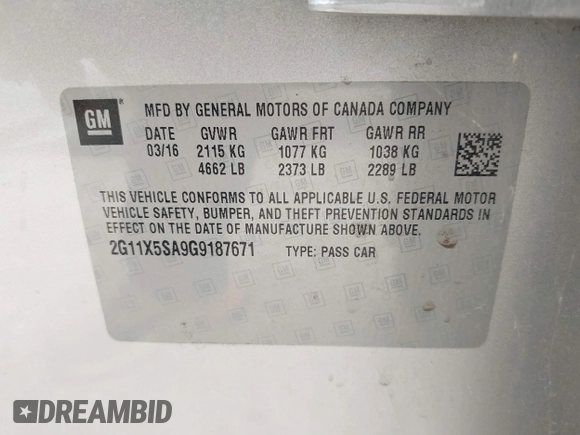 GM
MFD BY GENERAL MOTORS OF CANADA COMPANY
DATE GVWR GAWR FRT GAWR RR
03/16 2115 KG 1077 KG 1038 KG
4662 LB 2373 LB 2289 LB
THIS VEHICLE CONFORMS TO ALL APPLICABLE U.S. FEDERAL MOTOR
VEHICLE SAFETY, BUMPER, AND THEFT PREVENTION STANDARDS IN
EFFECT ON THE DATE OF MANUFACTURE SHOWN ABOVE.
2G11X5SA9G9187671 TYPE: PASS CAR
DREAMBID